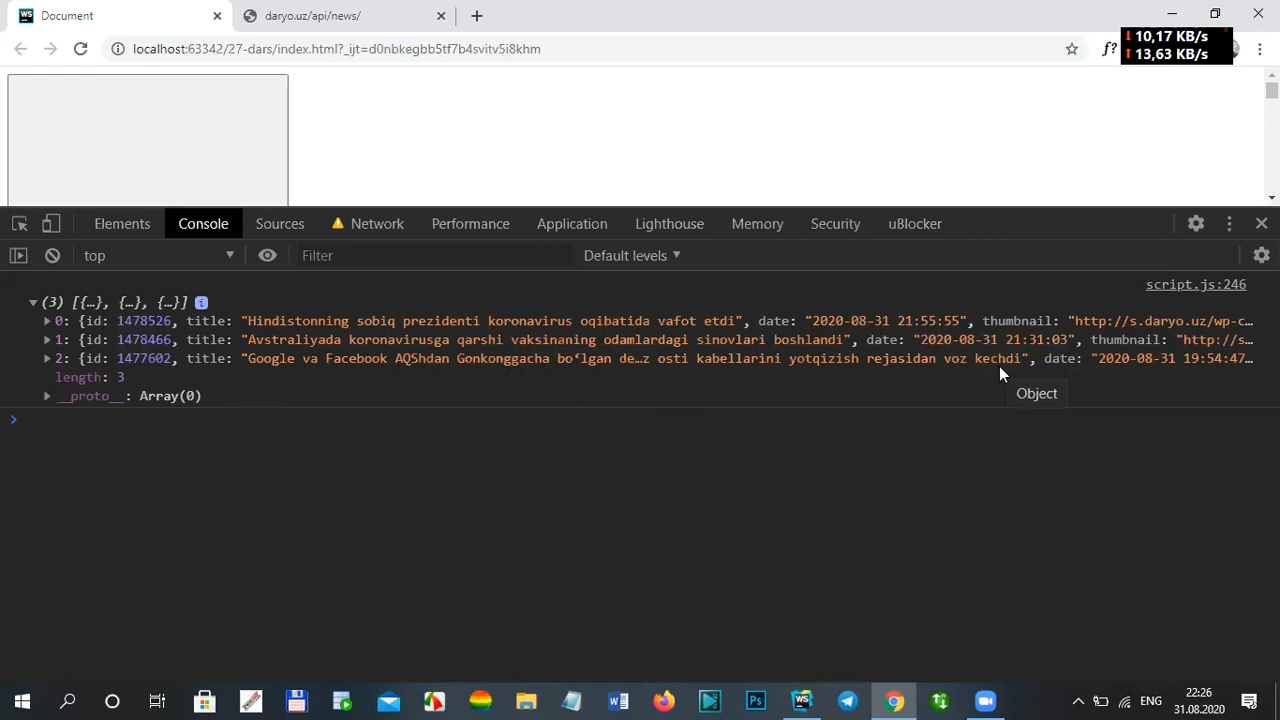 Document
daryo.uz/api/news/
localhost:63342/27-dars/index.html?_ijt=d0nbkegbb5tf7b4svitv5i8khm
f?
10,17 KB/s
13,63 KB/s
Elements
Console
Sources
Network
Performance
Application
Lighthouse
Memory
Security
uBlocker
top
Filter
Default levels
script.js:246
(3) [{…}, {…}, {…}]
0: {id: 1478526, title: "Hindistonning sobiq prezidenti koronavirus oqibatida vafot etdi", date: "2020-08-31 21:55:55", thumbnail: "http://s.daryo.uz/wp-c…
1: {id: 1478466, title: "Avstraliyada koronavirusga qarshi vaksinaning odamlardagi sinovlari boshlandi", date: "2020-08-31 21:31:03", thumbnail: "http://s…
2: {id: 1477602, title: "Google va Facebook AQShdan Gonkonggacha bo‘lgan de…z osti kabellarini yotqizish rejasidan voz kechdi", date: "2020-08-31 19:54:47…
length: 3
__proto__: Array(0)
Object
ENG
22:26
31.08.2020